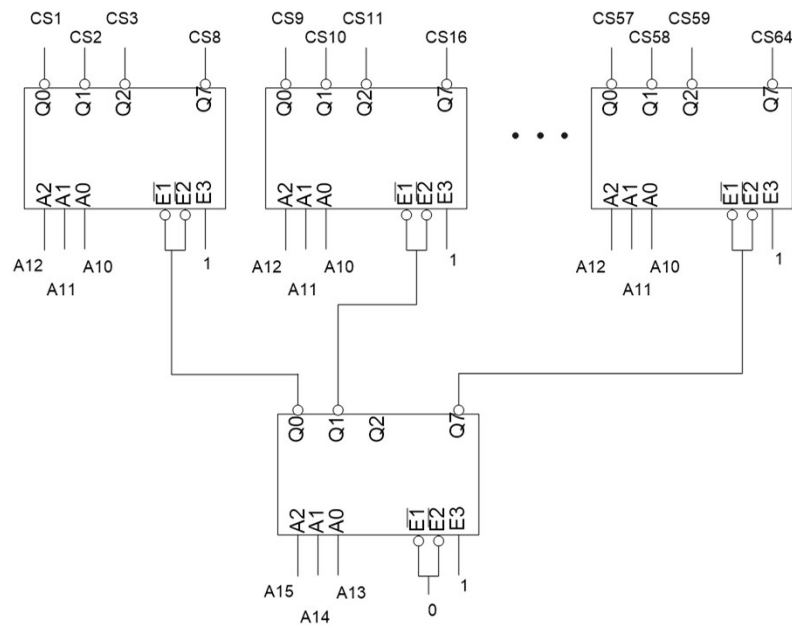 CS1 CS3 CS9 CS11 CS57 CS59
CS2 CS8 CS10 CS16 CS58 CS64
Q0 Q1 Q2 Q7 Q0 Q1 Q2 Q7 Q0 Q1 Q2 Q7
A2 A1 A0 E1 E2 E3 A2 A1 A0 E1 E2 E3 A2 A1 A0 E1 E2 E3
A12 A10 1 A12 A10 1 A12 A10 1
A11 A11 A11
Q0 Q1 Q2 Q7
A2 A1 A0 E1 E2 E3
A15 A13 1
A14 0